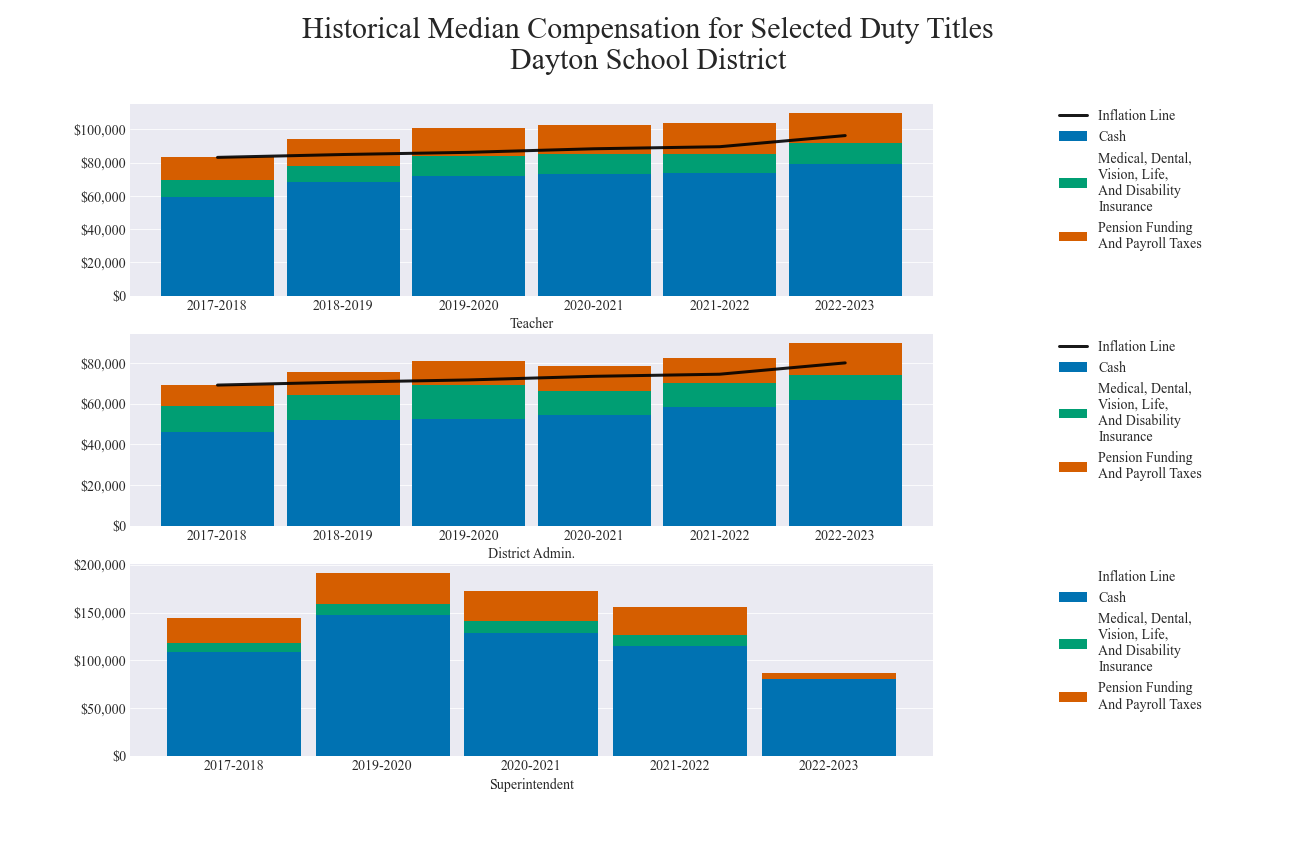 Historical Median Compensation for Selected Duty Titles
Dayton School District
$100,000
$80,000
$60,000
$40,000
$20,000
$0
2017-2018 2018-2019 2019-2020 2020-2021 2021-2022 2022-2023
Teacher
Inflation Line
Cash
Medical, Dental,
Vision, Life,
And Disability
Insurance
Pension Funding
And Payroll Taxes
$80,000
$60,000
$40,000
$20,000
$0
2017-2018 2018-2019 2019-2020 2020-2021 2021-2022 2022-2023
District Admin.
Inflation Line
Cash
Medical, Dental,
Vision, Life,
And Disability
Insurance
Pension Funding
And Payroll Taxes
$200,000
$150,000
$100,000
$50,000
$0
2017-2018 2019-2020 2020-2021 2021-2022 2022-2023
Superintendent
Inflation Line
Cash
Medical, Dental,
Vision, Life,
And Disability
Insurance
Pension Funding
And Payroll Taxes